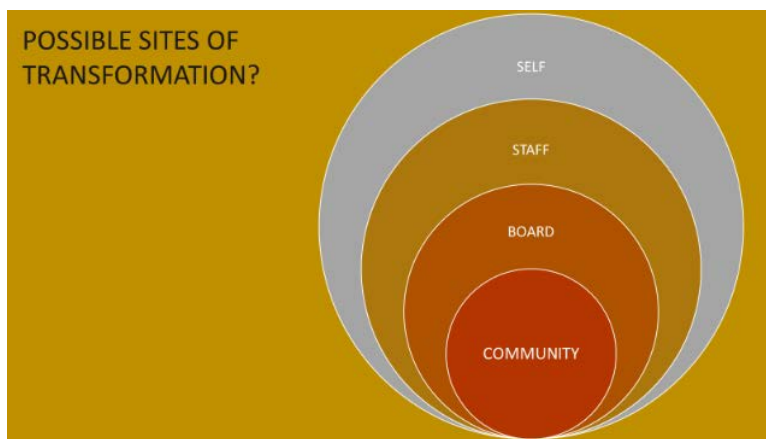 POSSIBLE SITES OF
TRANSFORMATION?
SELF
STAFF
BOARD
COMMUNITY